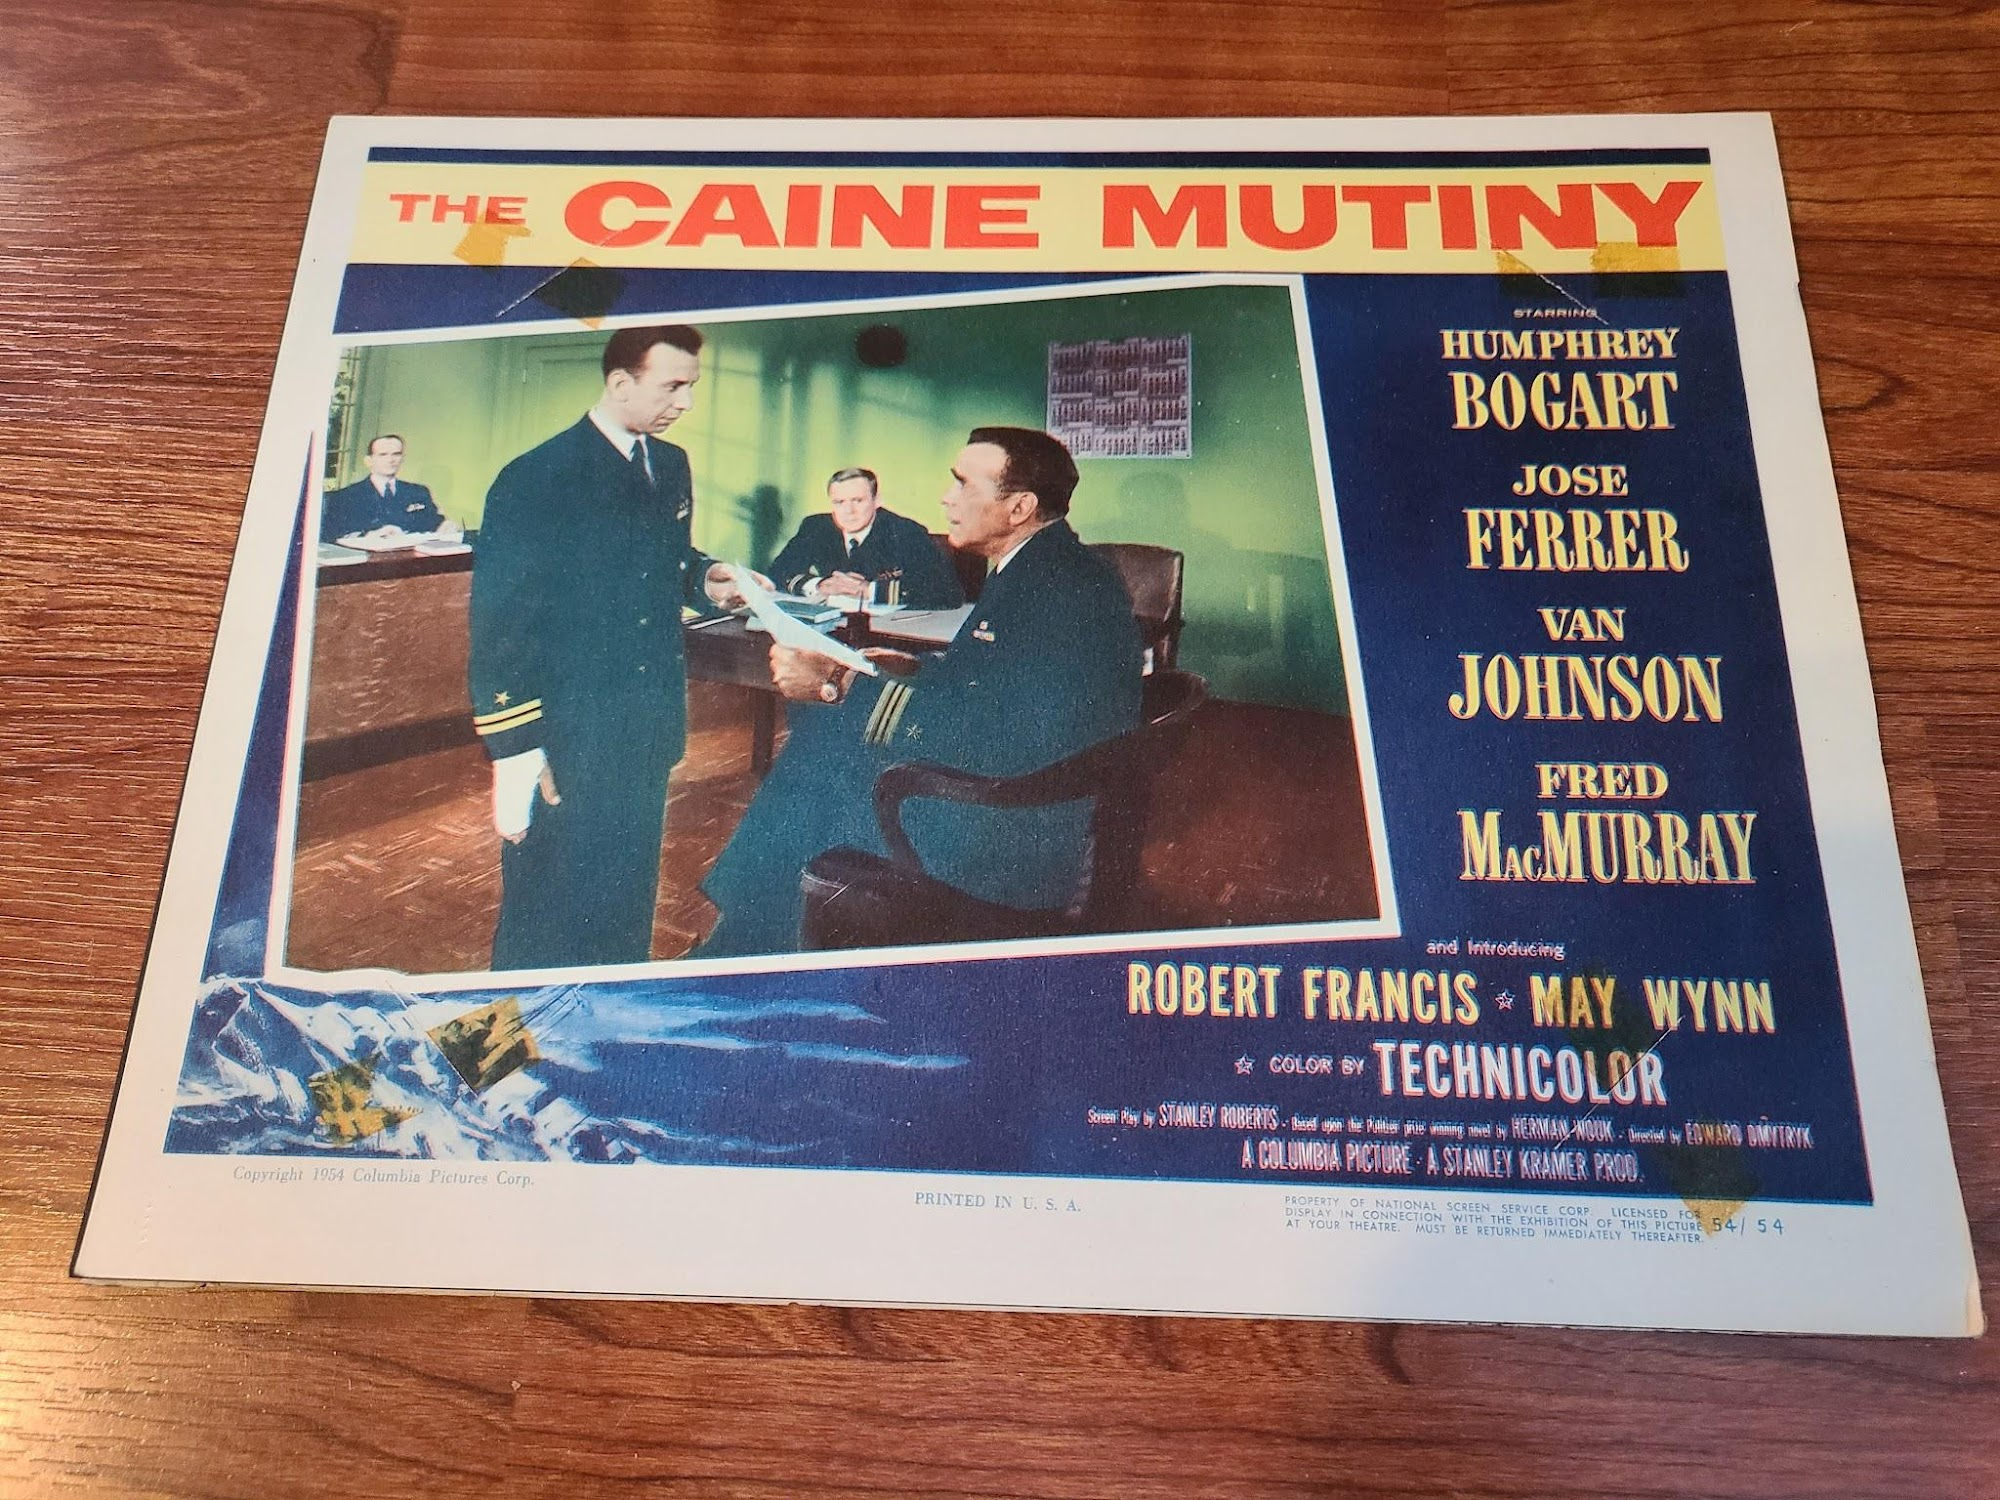 THE CAINE MUTINY
STARRING
HUMPHREY
BOGART
JOSE
FERRER
VAN
JOHNSON
FRED
MacMURRAY
and Introducing
ROBERT FRANCIS ☆ MAY WYNN
☆ COLOR BY TECHNICOLOR
Screen Play by STANLEY ROBERTS · Based upon the Pulitzer prize winning novel by HERMAN WOUK · Directed by EDWARD DMYTRYK
A COLUMBIA PICTURE · A STANLEY KRAMER PROD.
Copyright 1954 Columbia Pictures Corp.
PRINTED IN U. S. A.
PROPERTY OF NATIONAL SCREEN SERVICE CORP. LICENSED FOR
DISPLAY IN CONNECTION WITH THE EXHIBITION OF THIS PICTURE
AT YOUR THEATRE. MUST BE RETURNED IMMEDIATELY THEREAFTER.
54/54